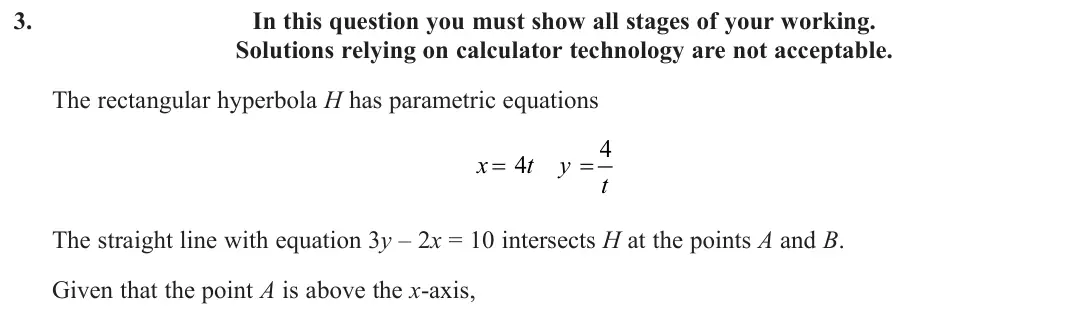 3. In this question you must show all stages of your working.
Solutions relying on calculator technology are not acceptable.
The rectangular hyperbola H has parametric equations
x = 4t y = 4/t
The straight line with equation 3y – 2x = 10 intersects H at the points A and B.
Given that the point A is above the x-axis,